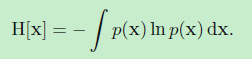 H[x] = − ∫ p(x) ln p(x) dx.